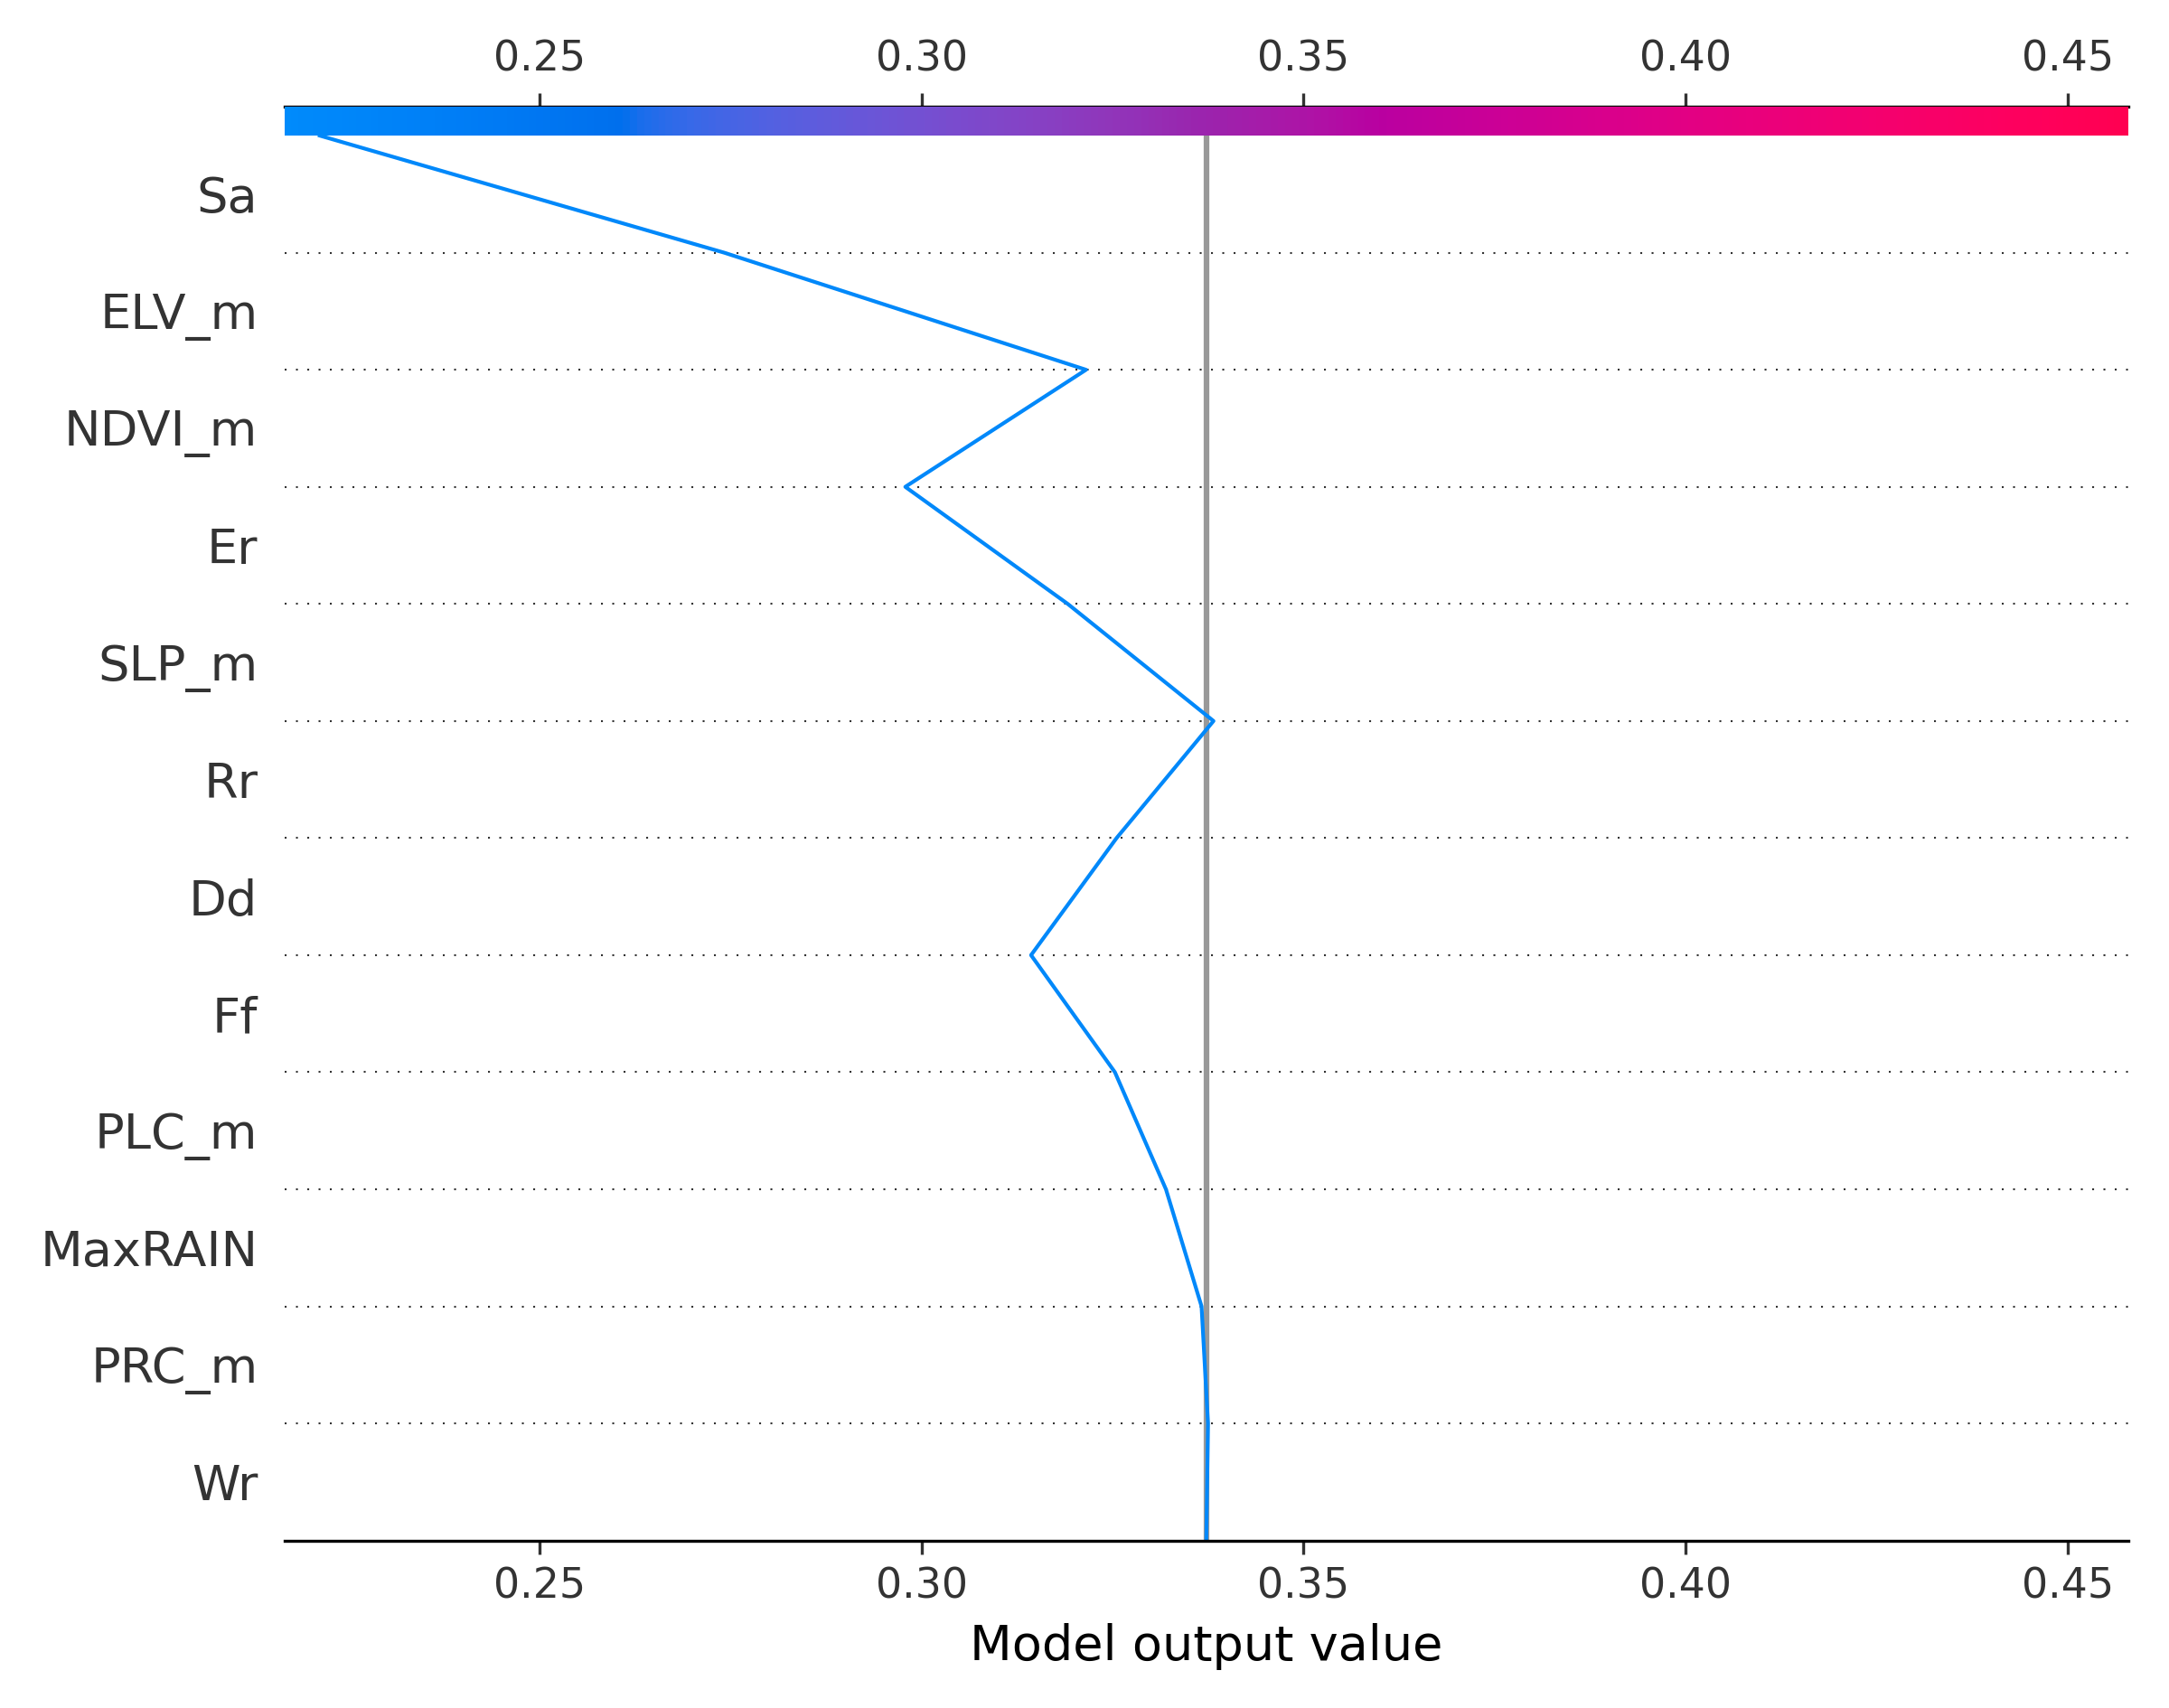 0.25 0.30 0.35 0.40 0.45
Sa
ELV_m
NDVI_m
Er
SLP_m
Rr
Dd
Ff
PLC_m
MaxRAIN
PRC_m
Wr
0.25 0.30 0.35 0.40 0.45
Model output value